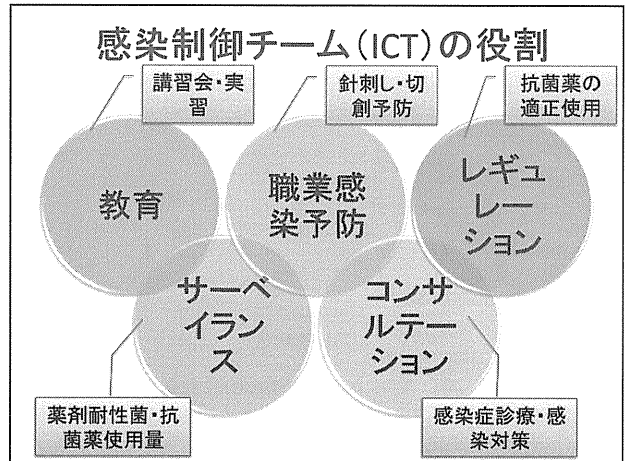 感染制御チーム(ICT)の役割
講習会・実
習
針刺し・切
創予防
抗菌薬の
適正使用
教育
職業感
染予防
レギュ
レー
ション
サーベ
イラン
ス
コンサ
ルテー
ション
薬剤耐性菌・抗
菌薬使用量
感染症診療・感
染対策